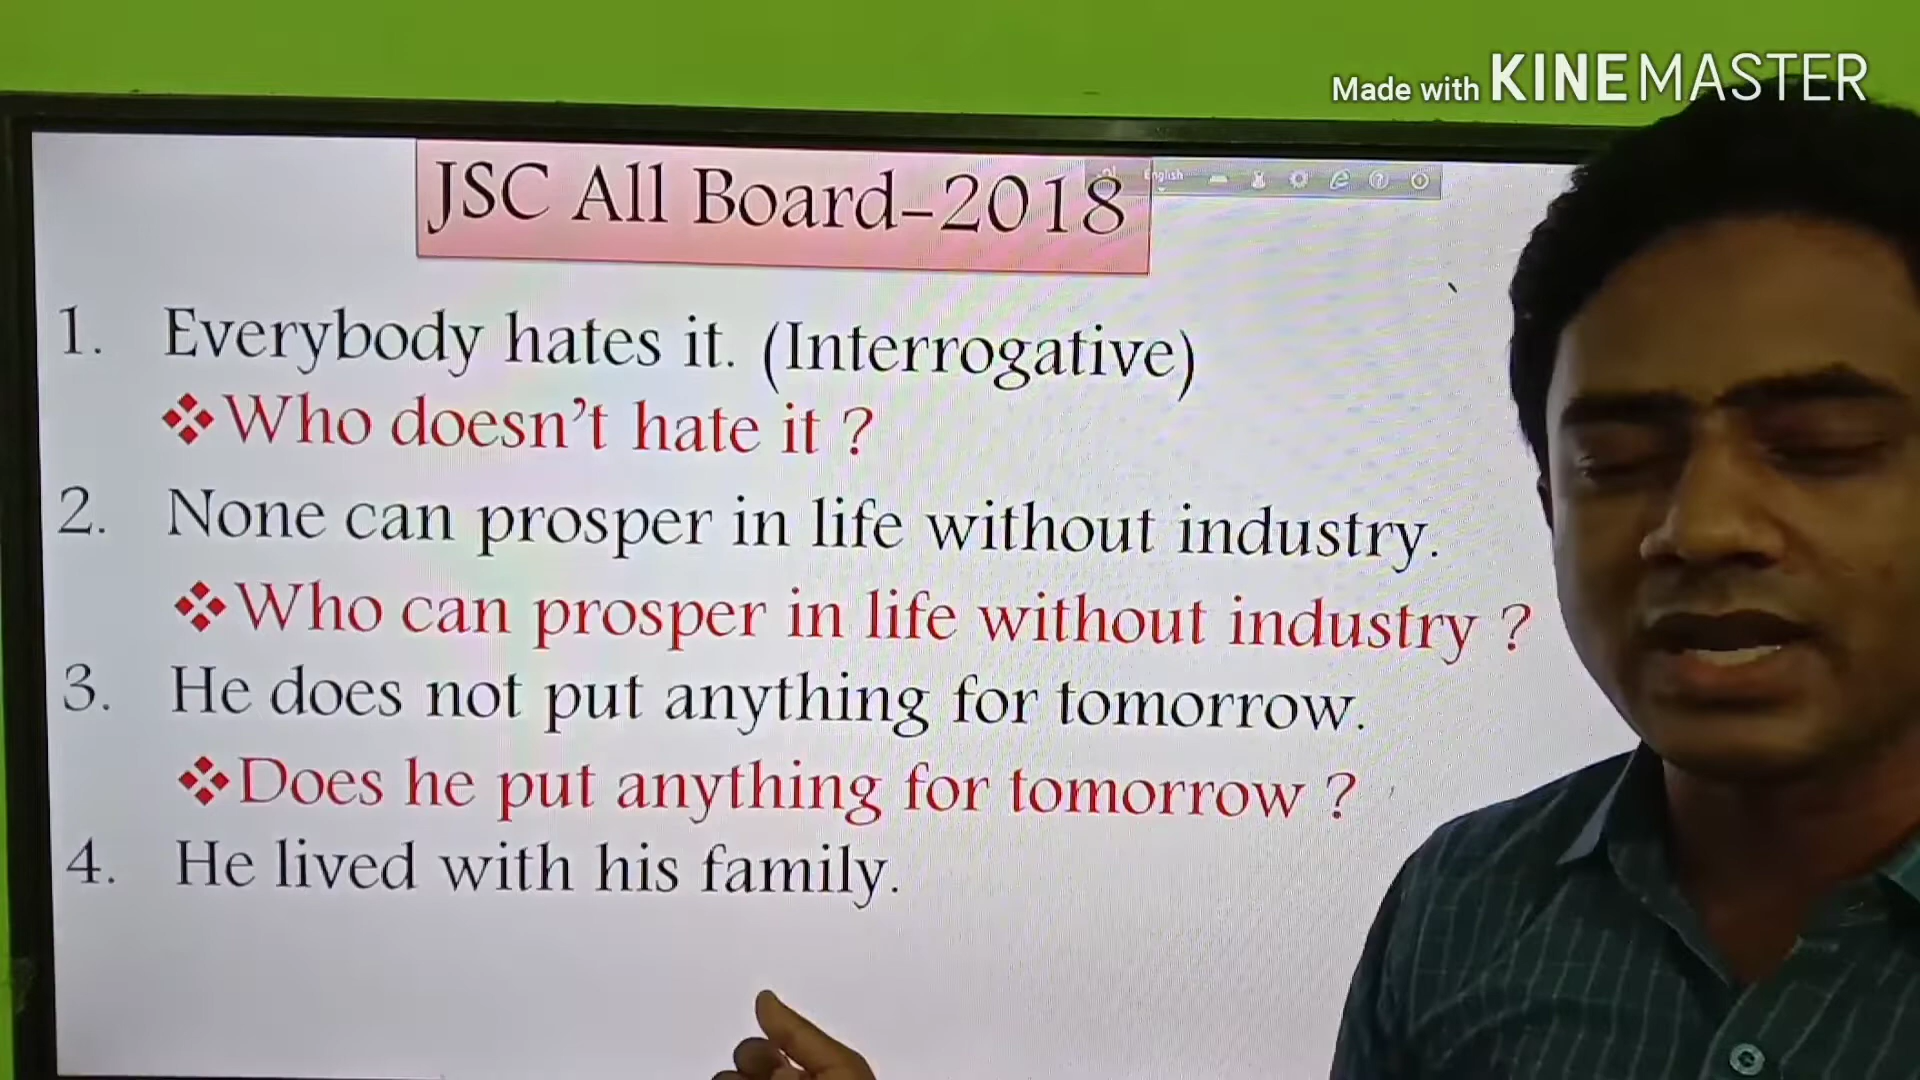 Made with KINEMASTER
JSC All Board-2018
English
1. Everybody hates it. (Interrogative)
❖Who doesn't hate it ?
2. None can prosper in life without industry.
❖Who can prosper in life without industry ?
3. He does not put anything for tomorrow.
❖Does he put anything for tomorrow ?
4. He lived with his family.